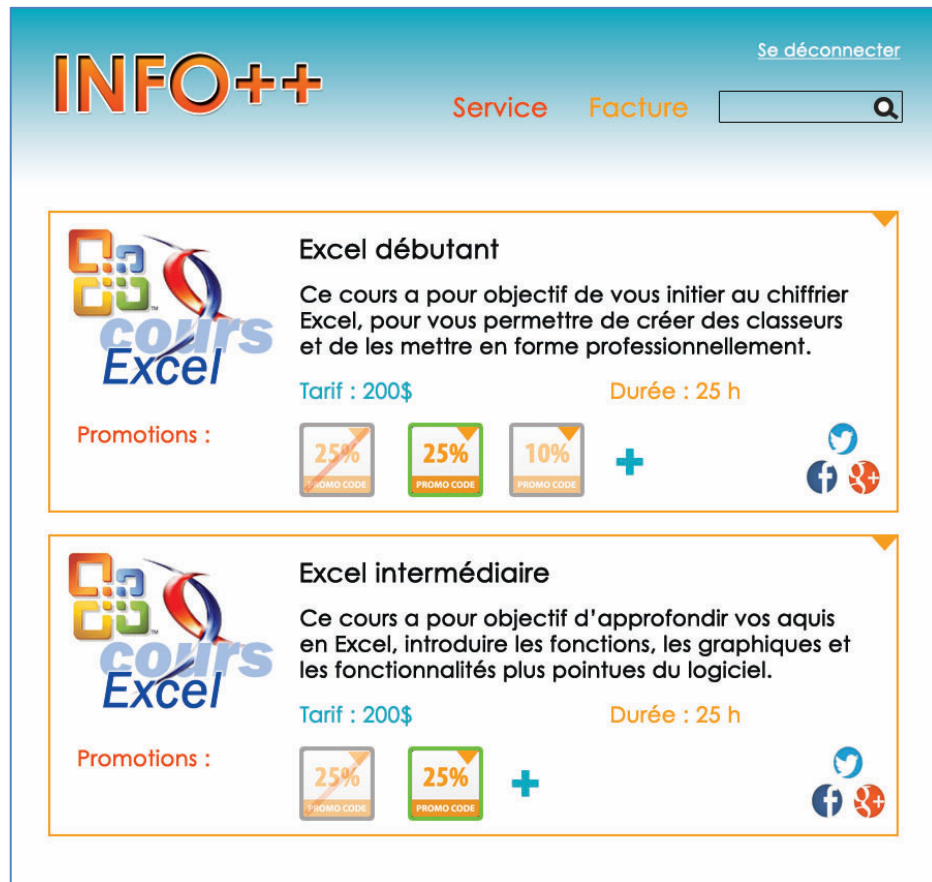 Se déconnecter
INFO++
Service Facture
cours
Excel
Excel débutant
Ce cours a pour objectif de vous initier au chiffrier
Excel, pour vous permettre de créer des classeurs
et de les mettre en forme professionnellement.
Tarif : 200$ Durée : 25 h
Promotions :
25% 25% 10%
PROMO CODE PROMO CODE PROMO CODE
cours
Excel
Excel intermédiaire
Ce cours a pour objectif d'approfondir vos aquis
en Excel, introduire les fonctions, les graphiques et
les fonctionnalités plus pointues du logiciel.
Tarif : 200$ Durée : 25 h
Promotions :
25% 25%
PROMO CODE PROMO CODE